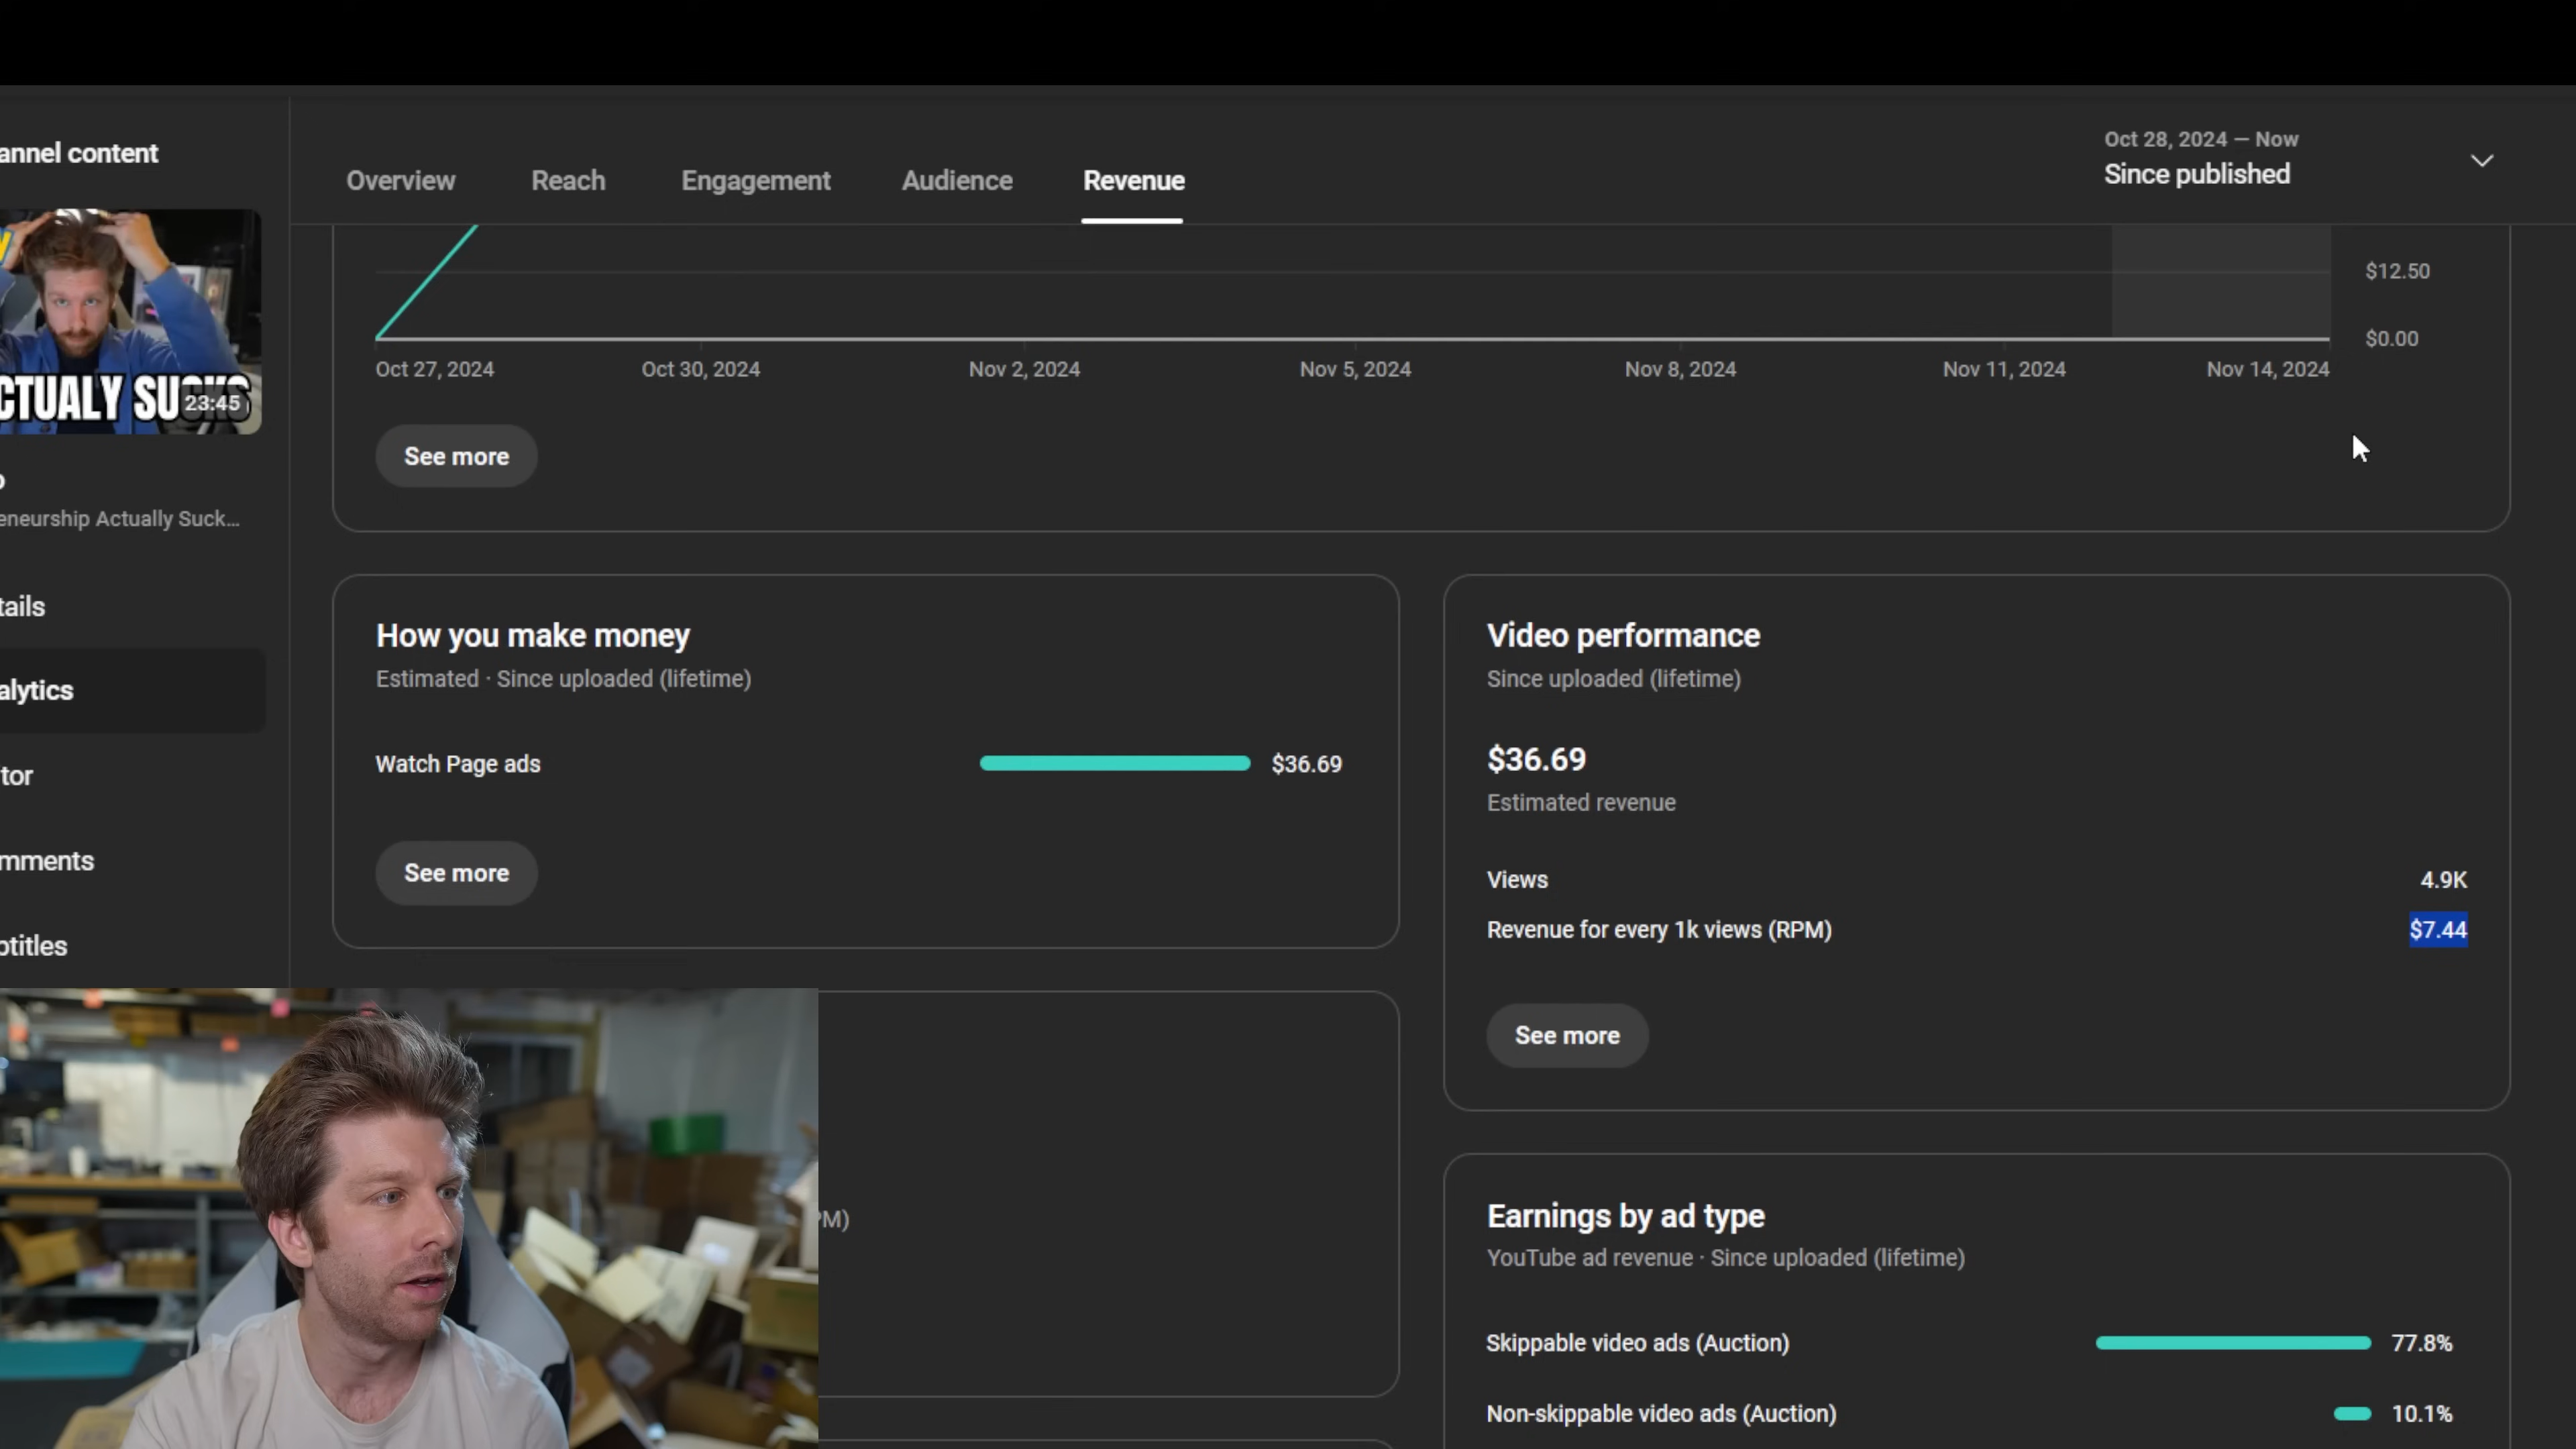 annel content
Overview
Reach
Engagement
Audience
Revenue
Oct 28, 2024 – Now
Since published
$12.50
$0.00
Oct 27, 2024
Oct 30, 2024
Nov 2, 2024
Nov 5, 2024
Nov 8, 2024
Nov 11, 2024
Nov 14, 2024
See more
CTUALY SUCKS
23:45
eneurship Actually Suck...
tails
alytics
tor
mments
btitles
How you make money
Estimated · Since uploaded (lifetime)
Watch Page ads
$36.69
See more
Video performance
Since uploaded (lifetime)
$36.69
Estimated revenue
Views
4.9K
Revenue for every 1k views (RPM)
$7.44
See more
PM)
Earnings by ad type
YouTube ad revenue · Since uploaded (lifetime)
Skippable video ads (Auction)
77.8%
Non-skippable video ads (Auction)
10.1%